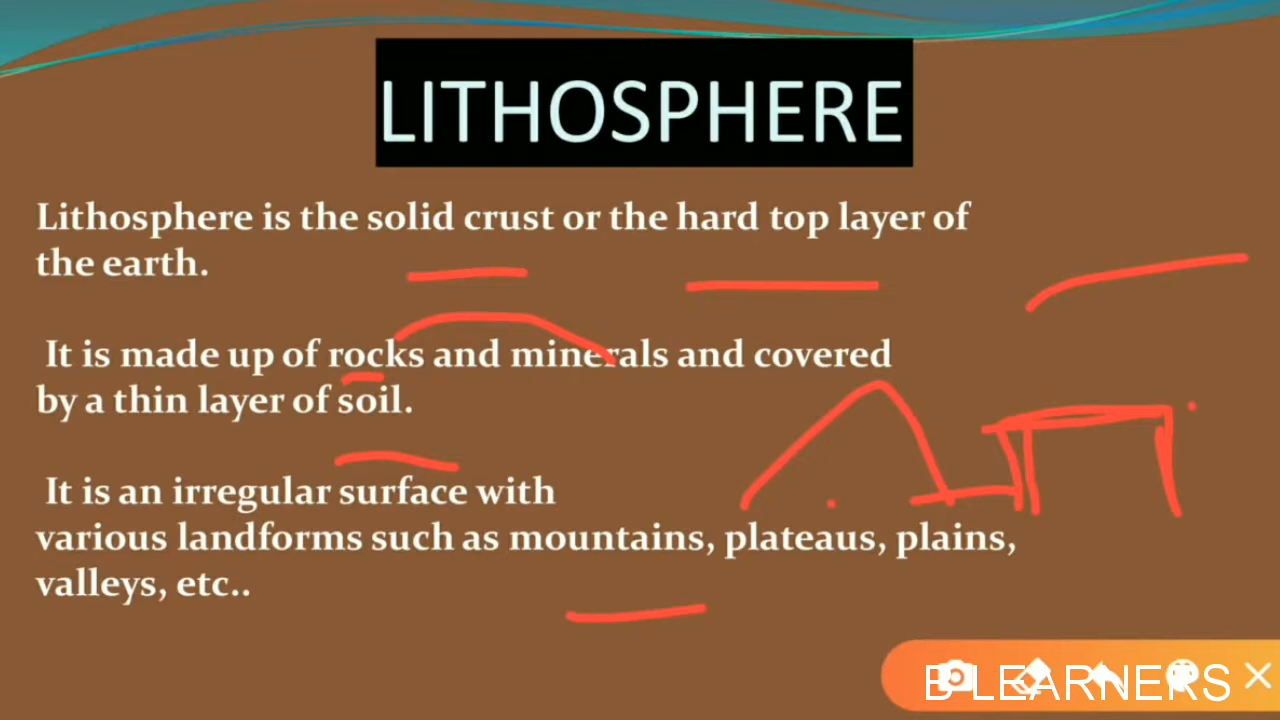 LITHOSPHERE
Lithosphere is the solid crust or the hard top layer of
the earth.
It is made up of rocks and minerals and covered
by a thin layer of soil.
It is an irregular surface with
various landforms such as mountains, plateaus, plains,
valleys, etc..
B LEARNERS